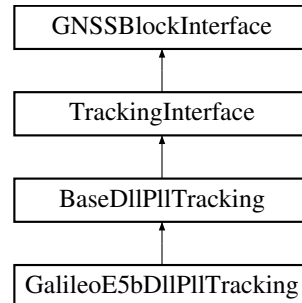 GNSSBlockInterface
TrackingInterface
BaseDllPllTracking
GalileoE5bDllPllTracking